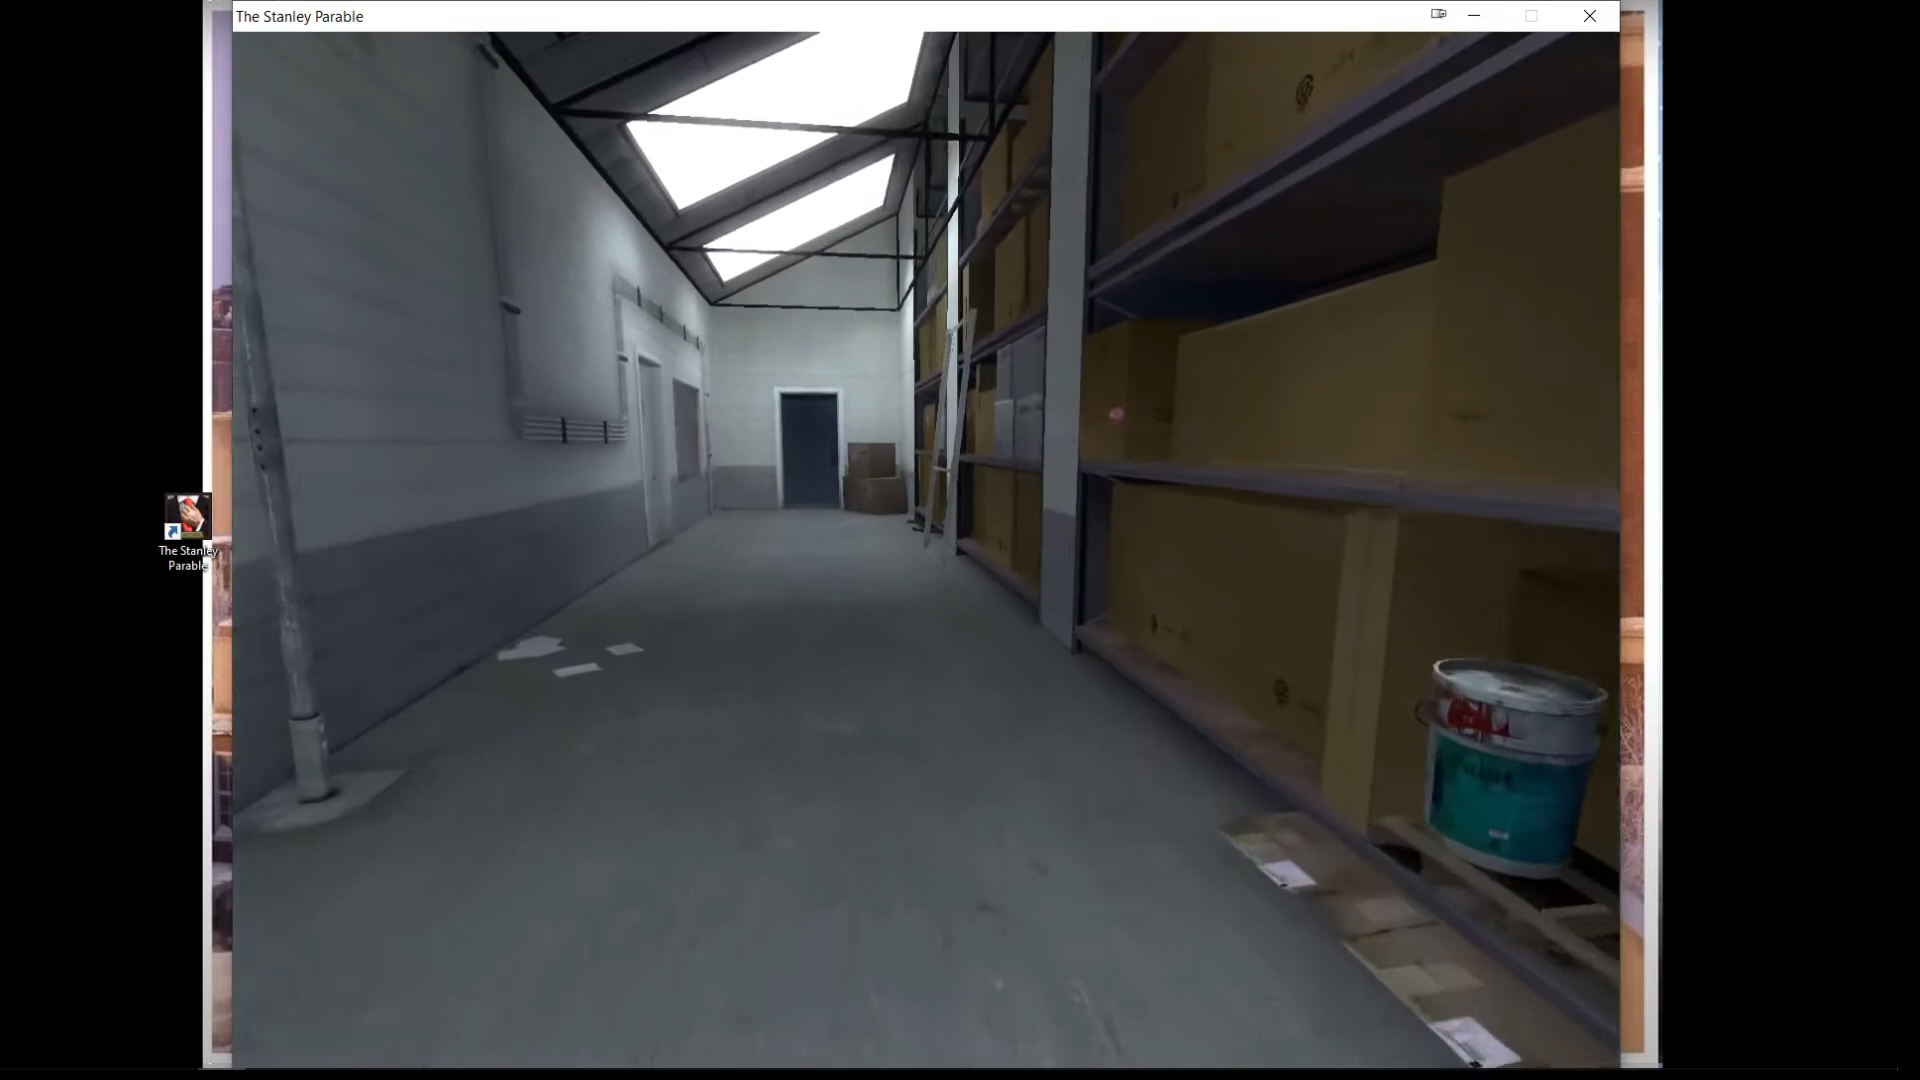 The Stanley Parable
The Stanley
Parable
Paint